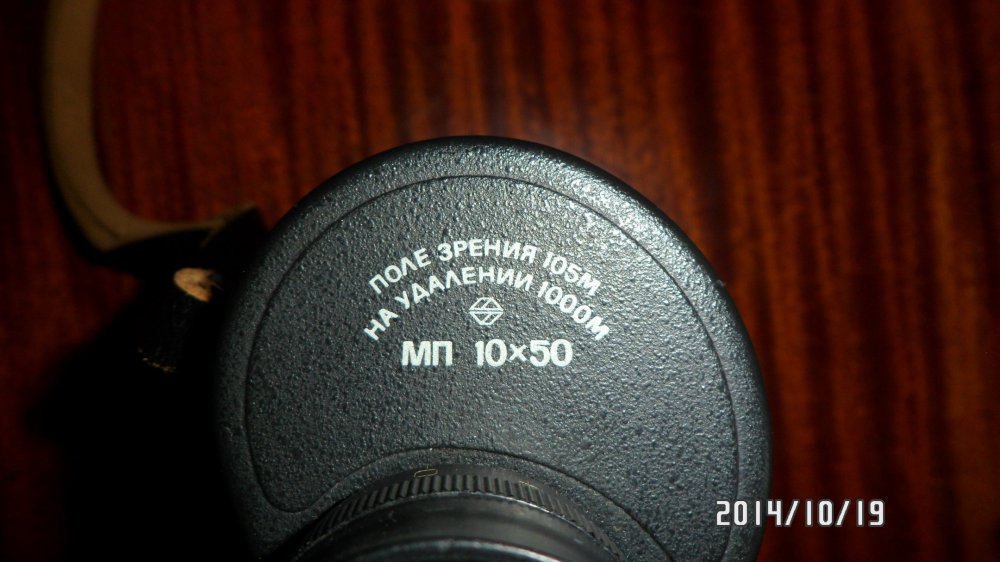 ПОЛЕ ЗРЕНИЯ 105М
НА УДАЛЕНИИ 1000М
МП 10×50
2014/10/19